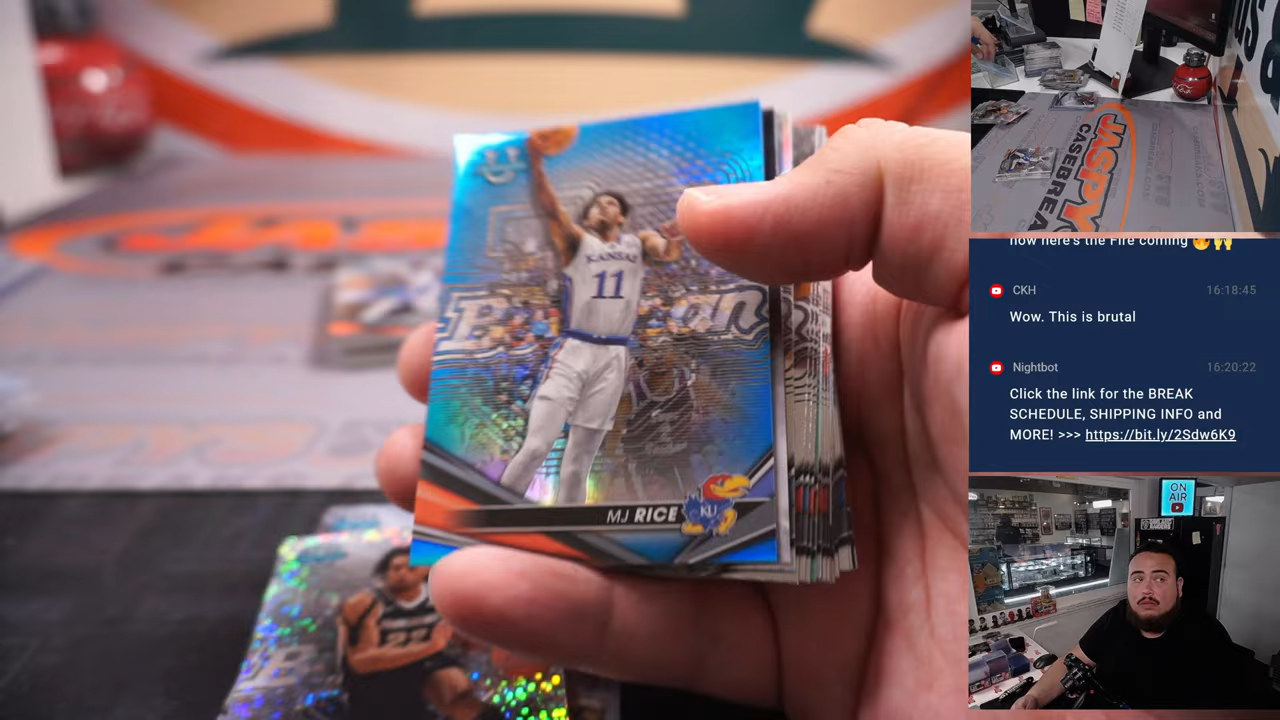 KANSAS
11
Bowman
MJ RICE
KU
JASPY
CASEBREA
now here's the Fire coming 🔥🙌
CKH 16:18:45
Wow. This is brutal
Nightbot 16:20:22
Click the link for the BREAK
SCHEDULE, SHIPPING INFO and
MORE! >>> https://bit.ly/2Sdw6K9
ON
AIR